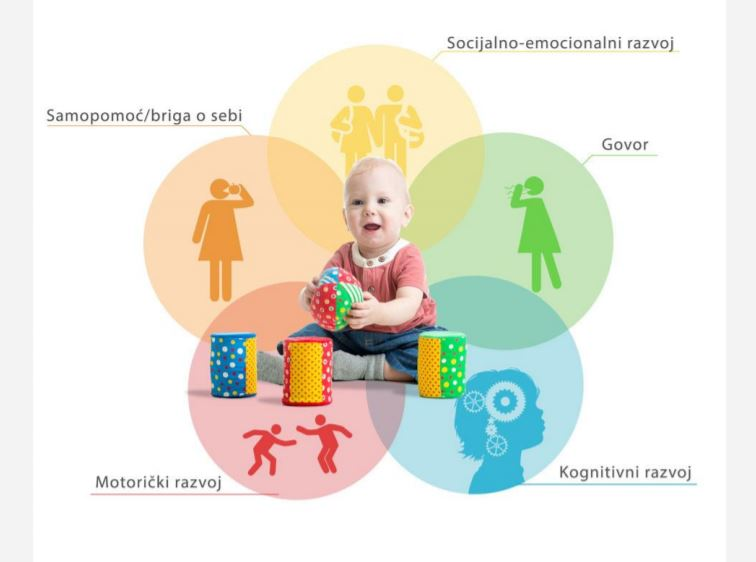 Socijalno-emocionalni razvoj
Samopomoć/briga o sebi
Govor
Kognitivni razvoj
Motorički razvoj